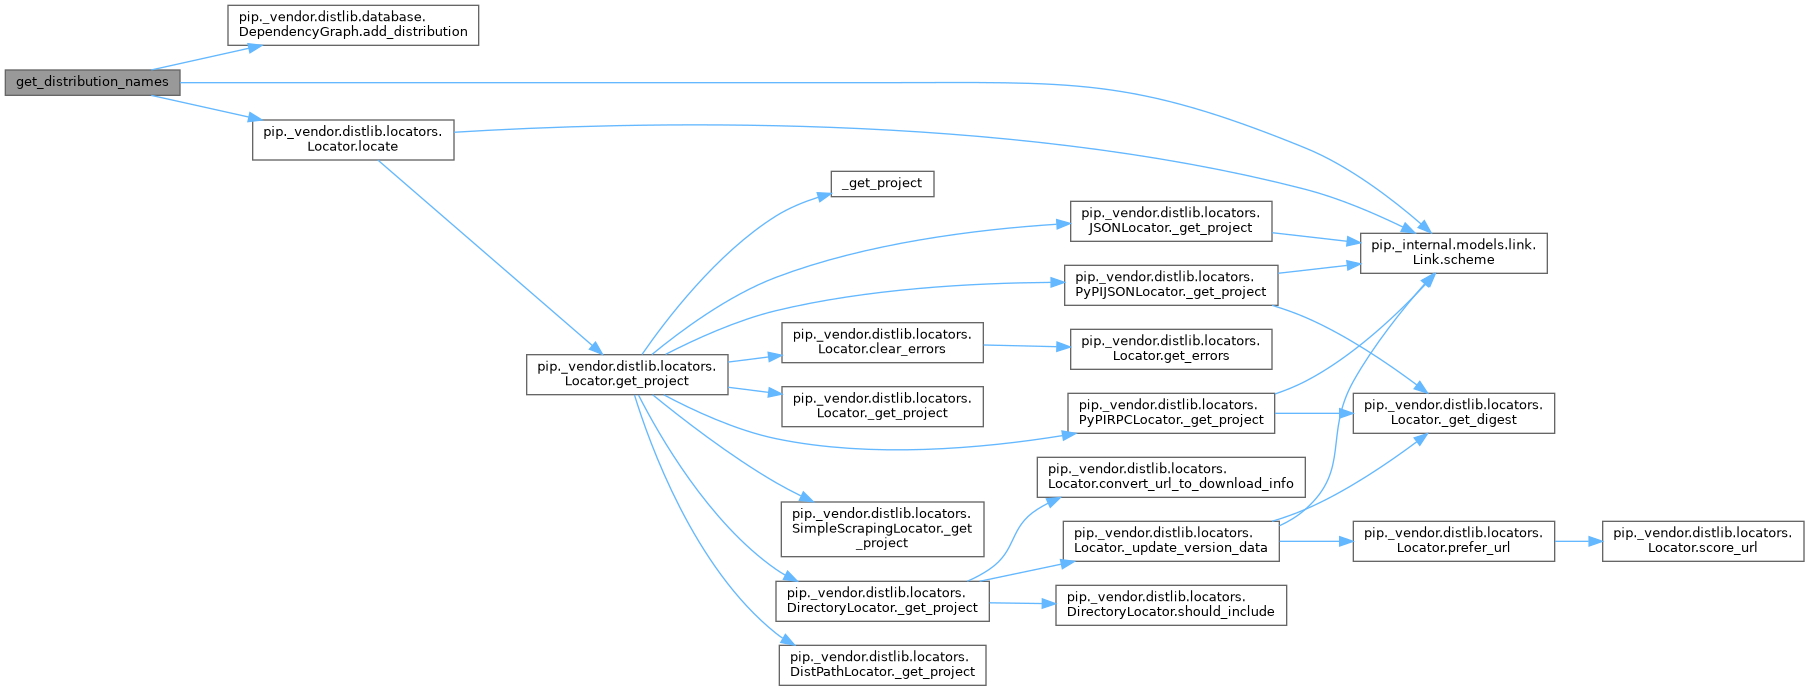 pip._vendor.distlib.database.
DependencyGraph.add_distribution
get_distribution_names
pip._vendor.distlib.locators.
Locator.locate
_get_project
pip._vendor.distlib.locators.
JSONLocator._get_project
pip._internal.models.link.
Link.scheme
pip._vendor.distlib.locators.
PyPIJSONLocator._get_project
pip._vendor.distlib.locators.
Locator.clear_errors
pip._vendor.distlib.locators.
Locator.get_errors
pip._vendor.distlib.locators.
Locator.get_project
pip._vendor.distlib.locators.
Locator._get_project
pip._vendor.distlib.locators.
PyPIRPCLocator._get_project
pip._vendor.distlib.locators.
Locator._get_digest
pip._vendor.distlib.locators.
Locator.convert_url_to_download_info
pip._vendor.distlib.locators.
SimpleScrapingLocator._get
_project
pip._vendor.distlib.locators.
Locator._update_version_data
pip._vendor.distlib.locators.
Locator.prefer_url
pip._vendor.distlib.locators.
Locator.score_url
pip._vendor.distlib.locators.
DirectoryLocator._get_project
pip._vendor.distlib.locators.
DirectoryLocator.should_include
pip._vendor.distlib.locators.
DistPathLocator._get_project